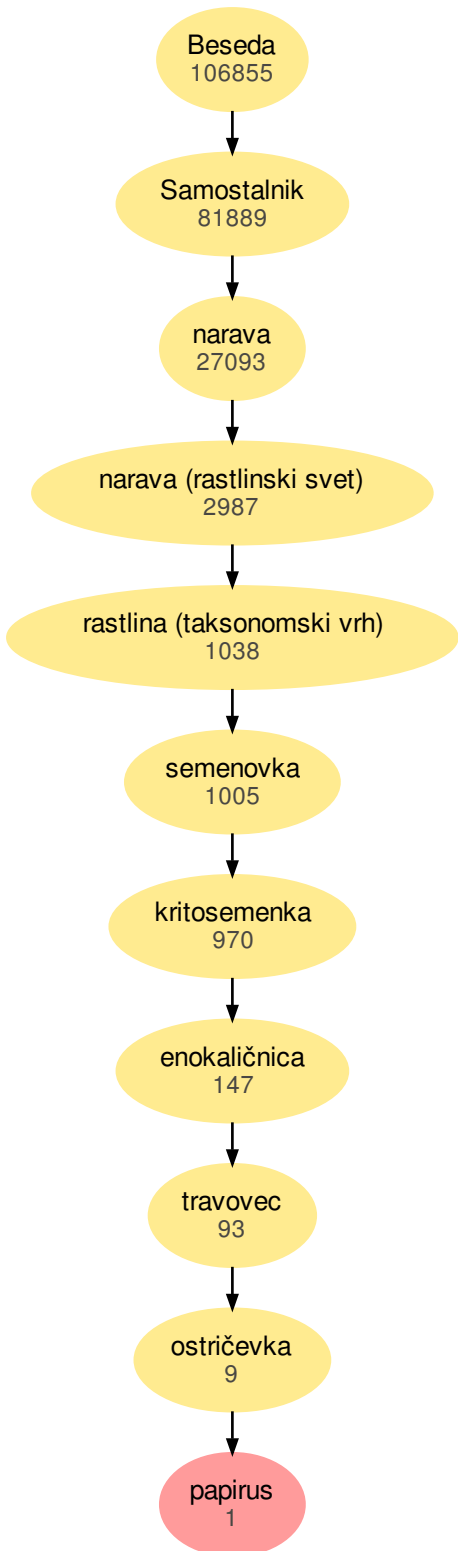 Beseda
106855
Samostalnik
81889
narava
27093
narava (rastlinski svet)
2987
rastlina (taksonomski vrh)
1038
semenovka
1005
kritosemenka
970
enokaličnica
147
travovec
93
ostričevka
9
papirus
1